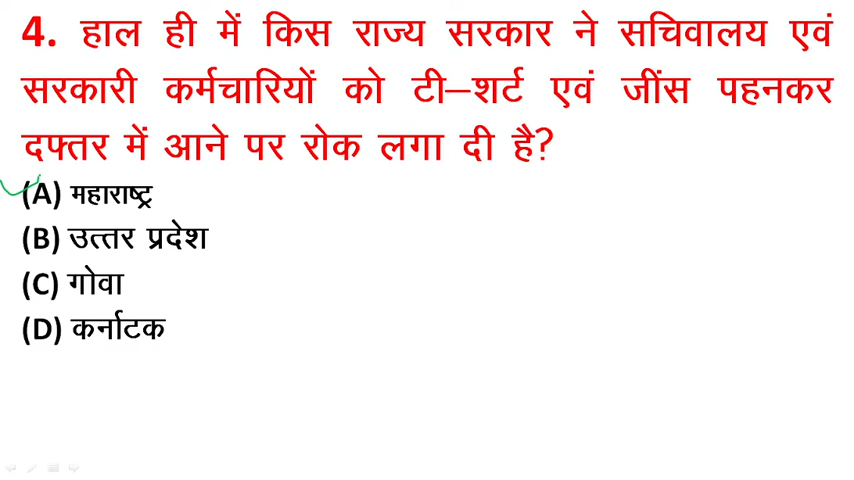 4. हाल ही में किस राज्य सरकार ने सचिवालय एवं
सरकारी कर्मचारियों को टी–शर्ट एवं जींस पहनकर
दफ्तर में आने पर रोक लगा दी है?
(A) महाराष्ट्र
(B) उत्तर प्रदेश
(C) गोवा
(D) कर्नाटक